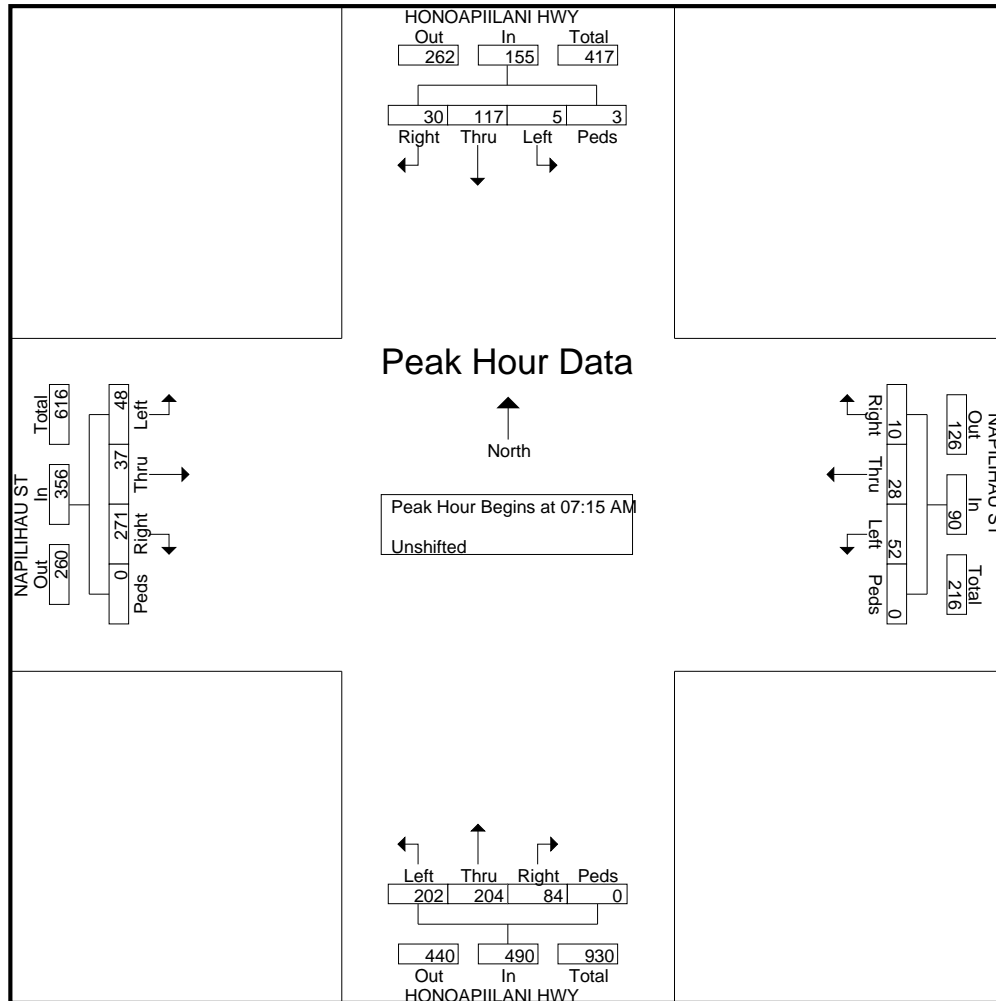 HONOAPIILANI HWY
Out In Total
262 155 417
30 117 5 3
Right Thru Left Peds
Peak Hour Data
North
Peak Hour Begins at 07:15 AM
Unshifted
NAPILIHAU ST
Total In Out
616 356 260
48 37 271 0
Left Thru Right Peds
NAPILIHAU ST
Out In Total
126 90 216
Right Thru Left Peds
10 28 52 0
Left Thru Right Peds
202 204 84 0
440 490 930
Out In Total
HONOAPIILANI HWY